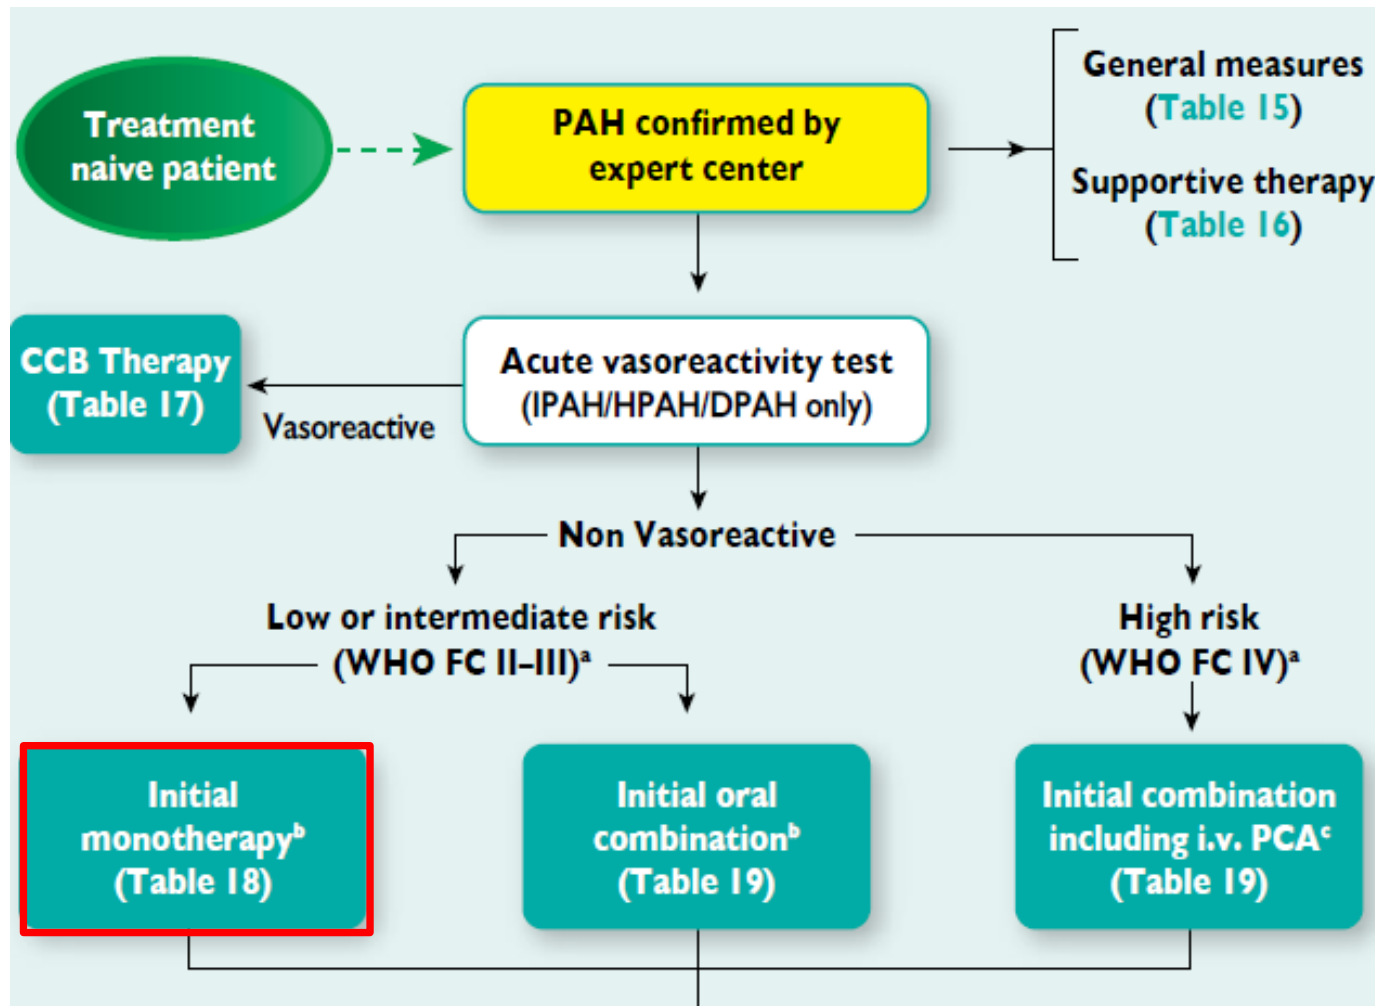 Treatment
naive patient
PAH confirmed by
expert center
General measures
(Table 15)
Supportive therapy
(Table 16)
CCB Therapy
(Table 17)
Vasoreactive
Acute vasoreactivity test
(IPAH/HPAH/DPAH only)
Non Vasoreactive
Low or intermediate risk
(WHO FC II–III)ᵃ
High risk
(WHO FC IV)ᵃ
Initial
monotherapyᵇ
(Table 18)
Initial oral
combinationᵇ
(Table 19)
Initial combination
including i.v. PCAᶜ
(Table 19)